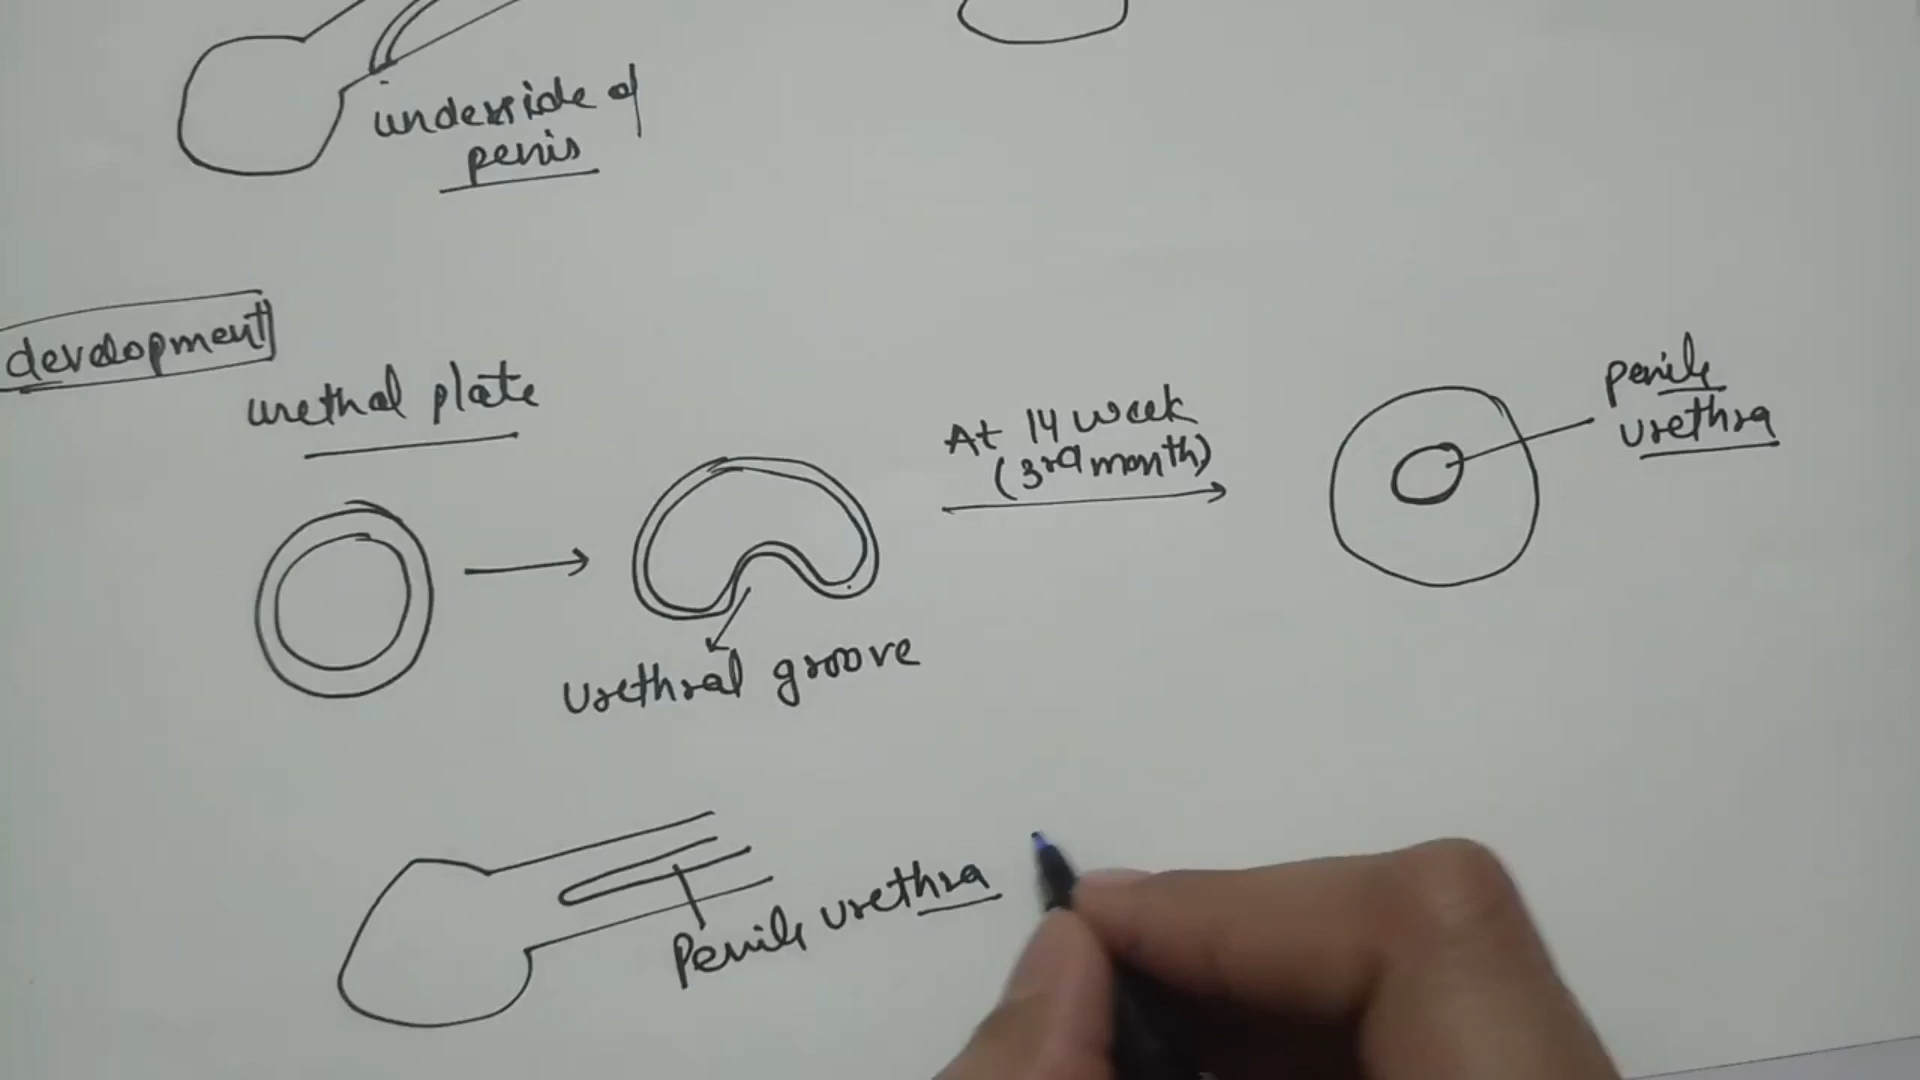 underside of
penis
development
urethal plate
At 14 week
(3rd month)
penile
urethra
Urethral groove
Penile urethra